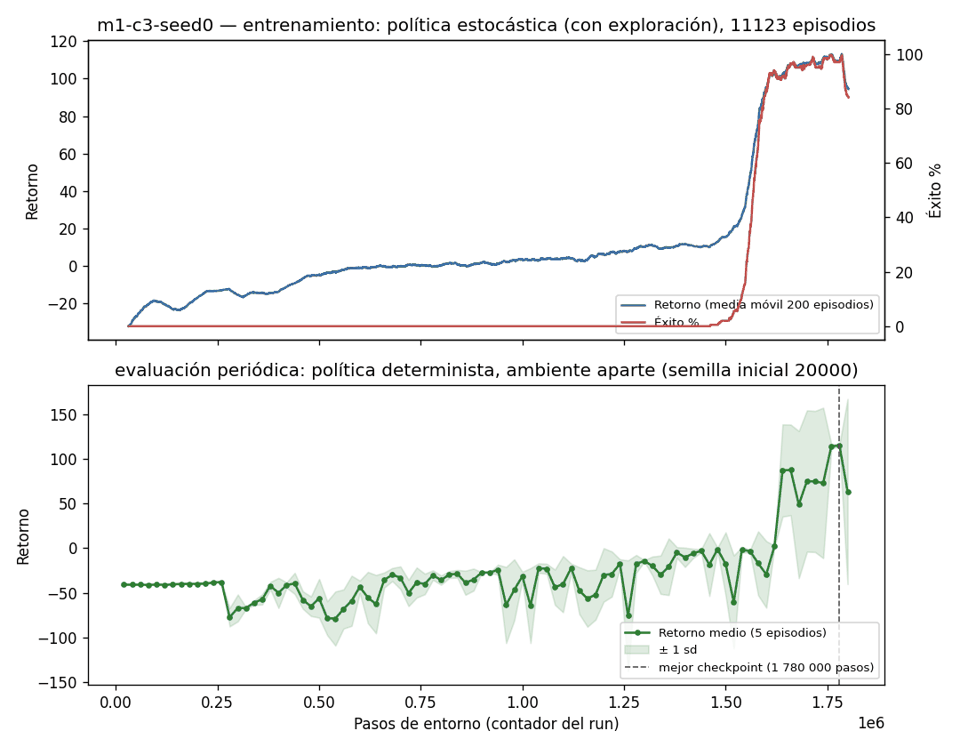 m1-c3-seed0 — entrenamiento: política estocástica (con exploración), 11123 episodios
120
100
80
60
40
20
0
−20
Retorno
100
80
60
40
20
0
Éxito %
Retorno (media móvil 200 episodios)
Éxito %
evaluación periódica: política determinista, ambiente aparte (semilla inicial 20000)
150
100
50
0
−50
−100
−150
Retorno
Retorno medio (5 episodios)
± 1 sd
mejor checkpoint (1 780 000 pasos)
0.00 0.25 0.50 0.75 1.00 1.25 1.50 1.75
1e6
Pasos de entorno (contador del run)